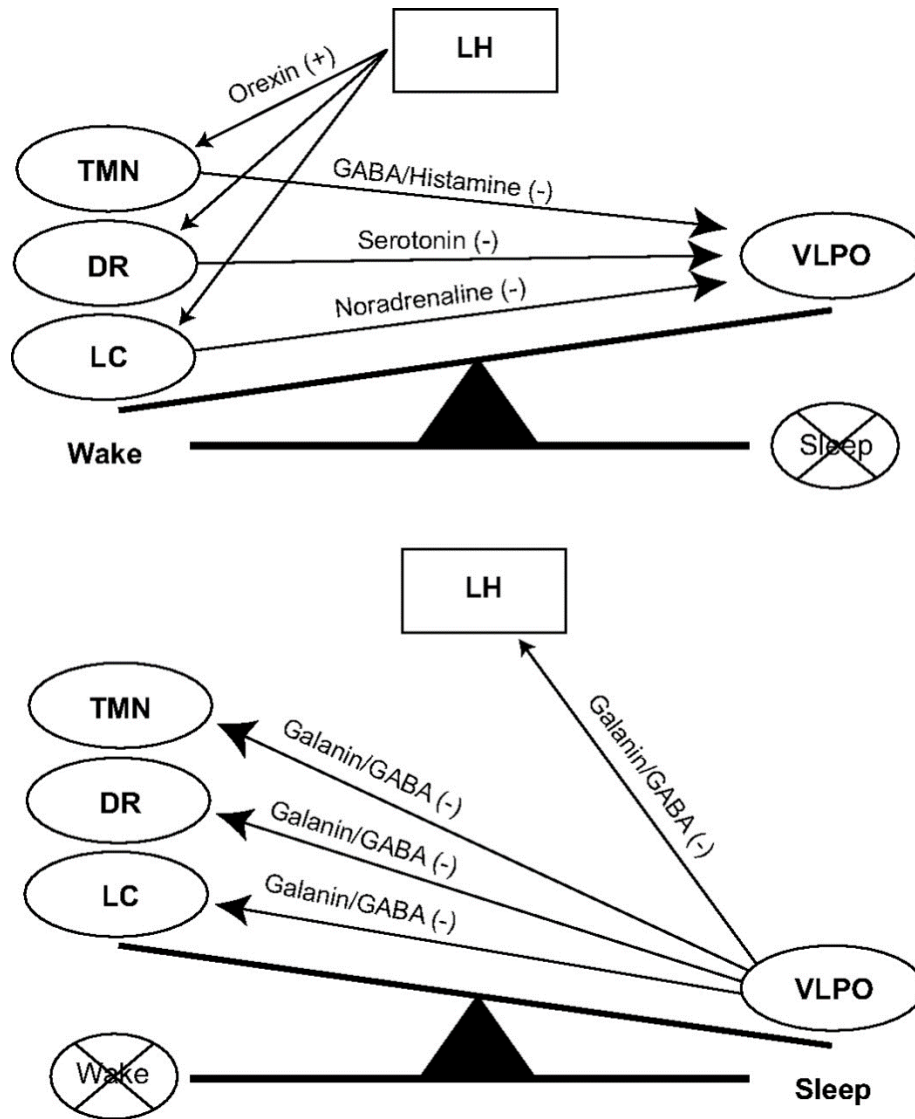 LH
Orexin (+)
TMN
GABA/Histamine (-)
DR
Serotonin (-)
VLPO
LC
Noradrenaline (-)
Wake
Sleep
LH
TMN
Galanin/GABA (-)
Galanin/GABA (-)
DR
Galanin/GABA (-)
LC
Galanin/GABA (-)
VLPO
Wake
Sleep